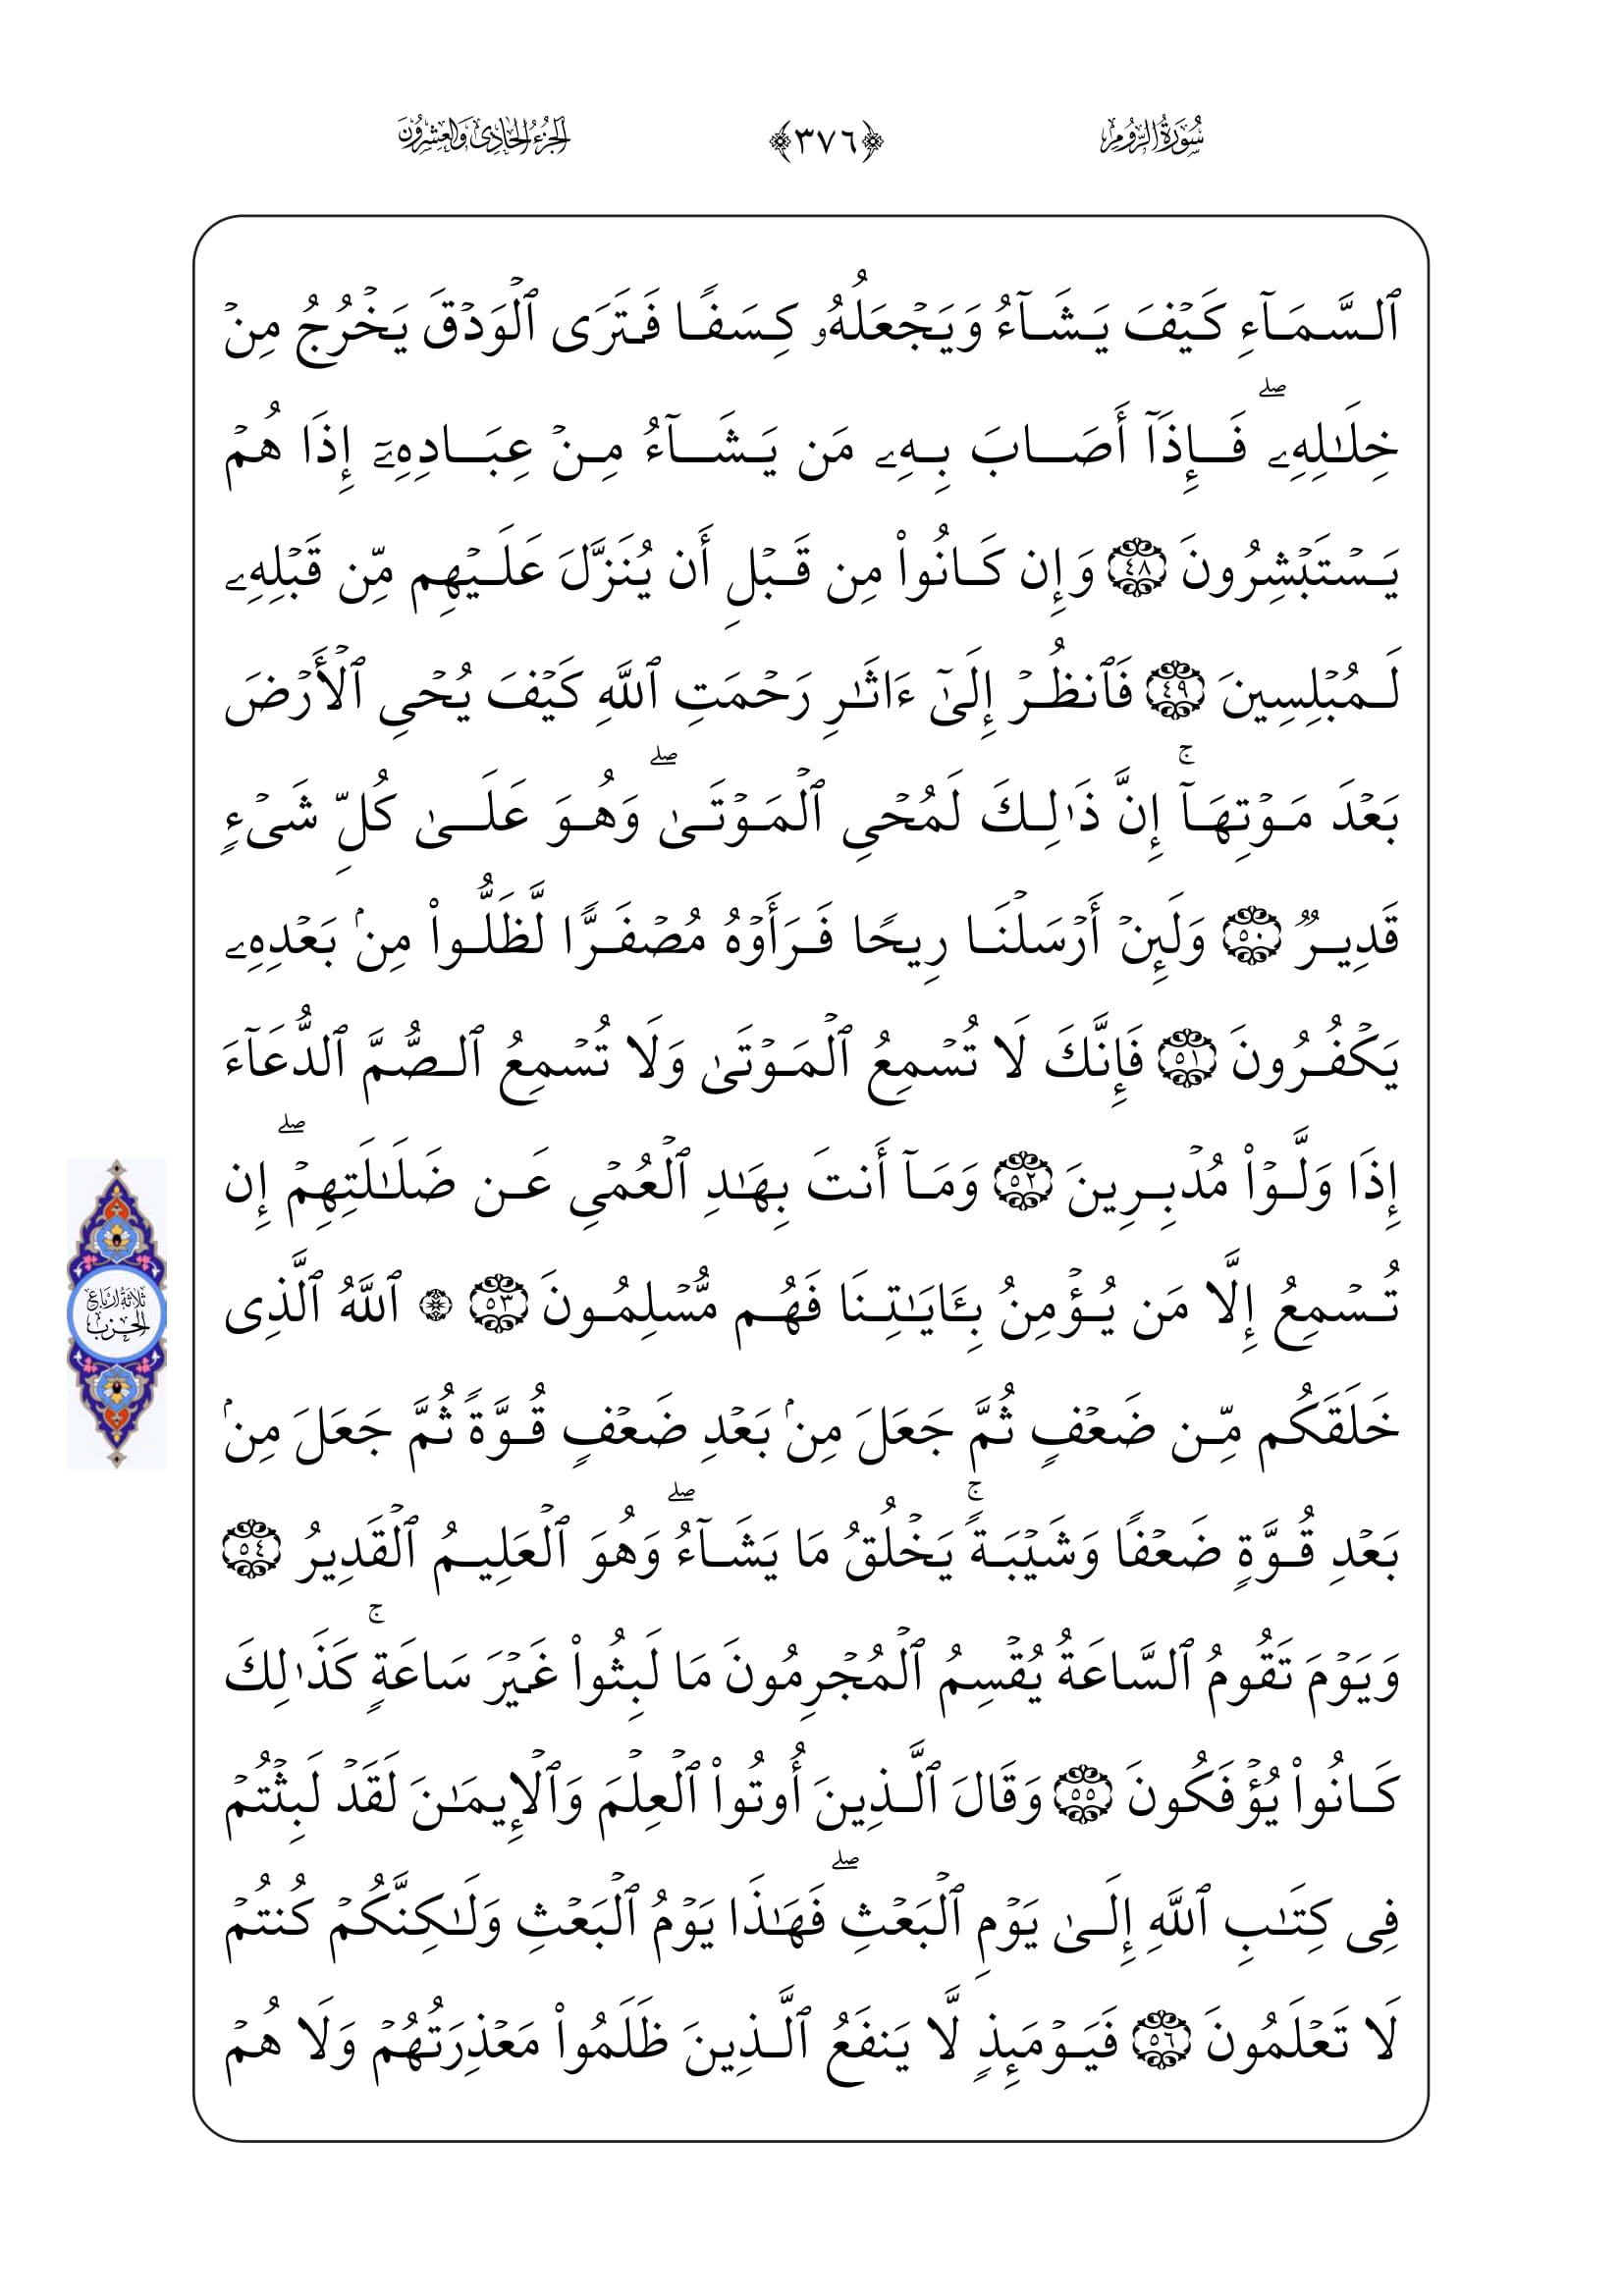 سُورَةُ الرُّومِ
﴿٣٧٦﴾
الجُزْءُ الحَادِى وَالعِشْرُونَ
ٱلسَّمَآءِ كَيْفَ يَشَآءُ وَيَجْعَلُهُۥ كِسَفًا فَتَرَى ٱلْوَدْقَ يَخْرُجُ مِنْ
خِلَـٰلِهِۦۖ فَإِذَآ أَصَابَ بِهِۦ مَن يَشَآءُ مِنْ عِبَادِهِۦٓ إِذَا هُمْ
يَسْتَبْشِرُونَ ٤٨ وَإِن كَانُوا۟ مِن قَبْلِ أَن يُنَزَّلَ عَلَيْهِم مِّن قَبْلِهِۦ
لَمُبْلِسِينَ ٤٩ فَٱنظُرْ إِلَىٰٓ ءَاثَـٰرِ رَحْمَتِ ٱللَّهِ كَيْفَ يُحْىِ ٱلْأَرْضَ
بَعْدَ مَوْتِهَآۚ إِنَّ ذَٰلِكَ لَمُحْىِ ٱلْمَوْتَىٰۖ وَهُوَ عَلَىٰ كُلِّ شَىْءٍ
قَدِيرٌ ٥٠ وَلَئِنْ أَرْسَلْنَا رِيحًا فَرَأَوْهُ مُصْفَرًّا لَّظَلُّوا۟ مِنۢ بَعْدِهِۦ
يَكْفُرُونَ ٥١ فَإِنَّكَ لَا تُسْمِعُ ٱلْمَوْتَىٰ وَلَا تُسْمِعُ ٱلصُّمَّ ٱلدُّعَآءَ
إِذَا وَلَّوْا۟ مُدْبِرِينَ ٥٢ وَمَآ أَنتَ بِهَـٰدِ ٱلْعُمْىِ عَن ضَلَـٰلَتِهِمْۖ إِن
تُسْمِعُ إِلَّا مَن يُؤْمِنُ بِـَٔايَـٰتِنَا فَهُم مُّسْلِمُونَ ٥٣ ۞ ٱللَّهُ ٱلَّذِى
خَلَقَكُم مِّن ضَعْفٍ ثُمَّ جَعَلَ مِنۢ بَعْدِ ضَعْفٍ قُوَّةً ثُمَّ جَعَلَ مِنۢ
بَعْدِ قُوَّةٍ ضَعْفًا وَشَيْبَةًۚ يَخْلُقُ مَا يَشَآءُۖ وَهُوَ ٱلْعَلِيمُ ٱلْقَدِيرُ ٥٤
وَيَوْمَ تَقُومُ ٱلسَّاعَةُ يُقْسِمُ ٱلْمُجْرِمُونَ مَا لَبِثُوا۟ غَيْرَ سَاعَةٍۚ كَذَٰلِكَ
كَانُوا۟ يُؤْفَكُونَ ٥٥ وَقَالَ ٱلَّذِينَ أُوتُوا۟ ٱلْعِلْمَ وَٱلْإِيمَـٰنَ لَقَدْ لَبِثْتُمْ
فِى كِتَـٰبِ ٱللَّهِ إِلَىٰ يَوْمِ ٱلْبَعْثِۖ فَهَـٰذَا يَوْمُ ٱلْبَعْثِ وَلَـٰكِنَّكُمْ كُنتُمْ
لَا تَعْلَمُونَ ٥٦ فَيَوْمَئِذٍ لَّا يَنفَعُ ٱلَّذِينَ ظَلَمُوا۟ مَعْذِرَتُهُمْ وَلَا هُمْ
ثَلَاثَةُ أَرْبَاعِ
الحِزْبِ